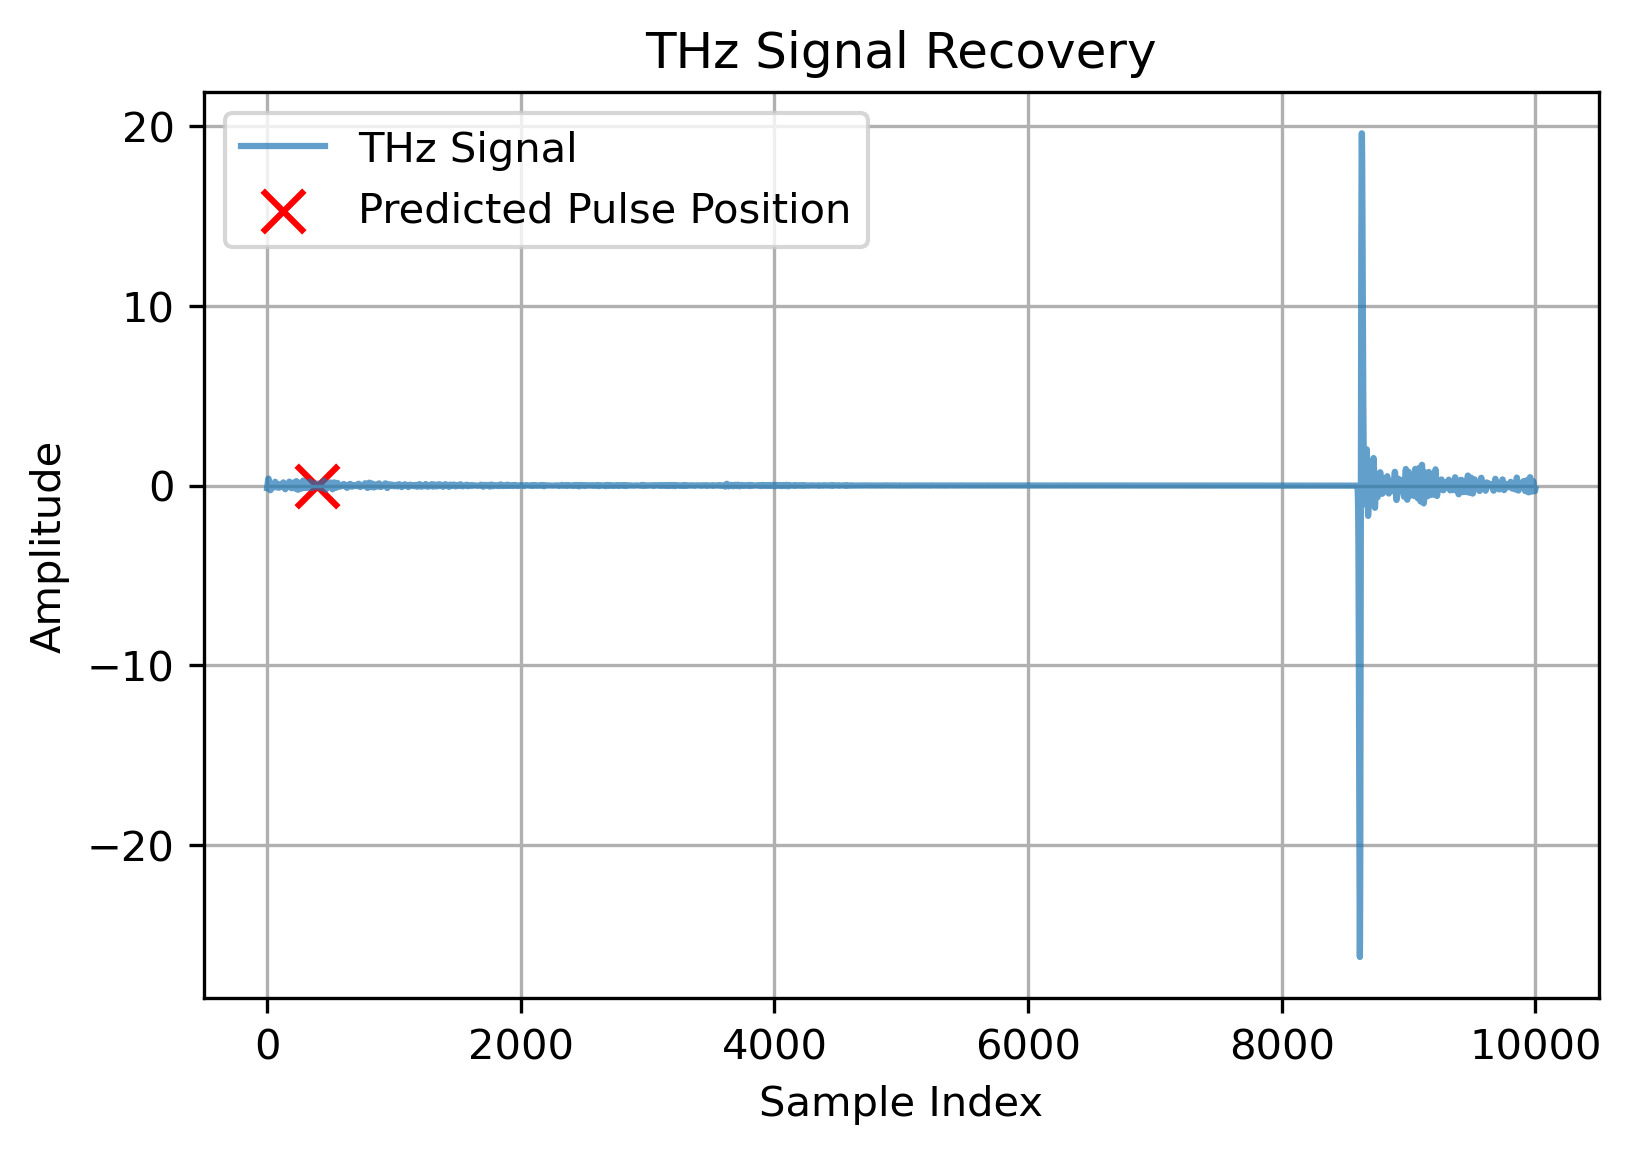 THz Signal Recovery
THz Signal
Predicted Pulse Position
20
10
0
−10
−20
Amplitude
0 2000 4000 6000 8000 10000
Sample Index